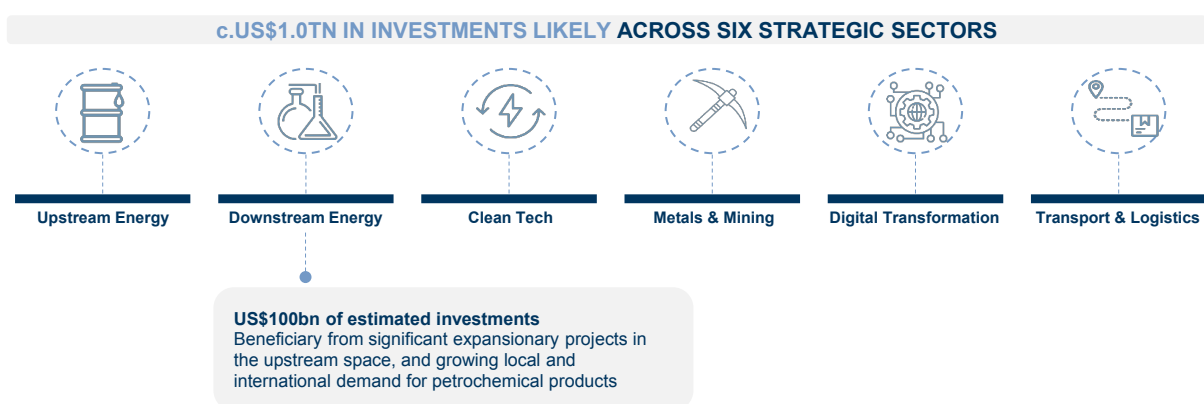 c.US$1.0TN IN INVESTMENTS LIKELY ACROSS SIX STRATEGIC SECTORS
Upstream Energy
Downstream Energy
Clean Tech
Metals & Mining
Digital Transformation
Transport & Logistics
US$100bn of estimated investments
Beneficiary from significant expansionary projects in
the upstream space, and growing local and
international demand for petrochemical products